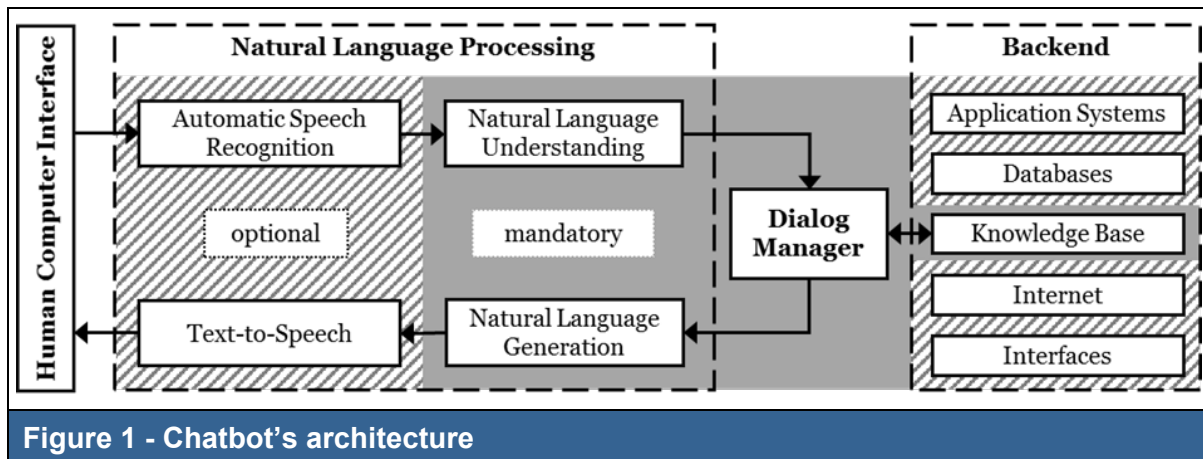 Human Computer Interface
Natural Language Processing
Automatic Speech
Recognition
Natural Language
Understanding
optional
mandatory
Text-to-Speech
Natural Language
Generation
Dialog
Manager
Backend
Application Systems
Databases
Knowledge Base
Internet
Interfaces
Figure 1 - Chatbot’s architecture